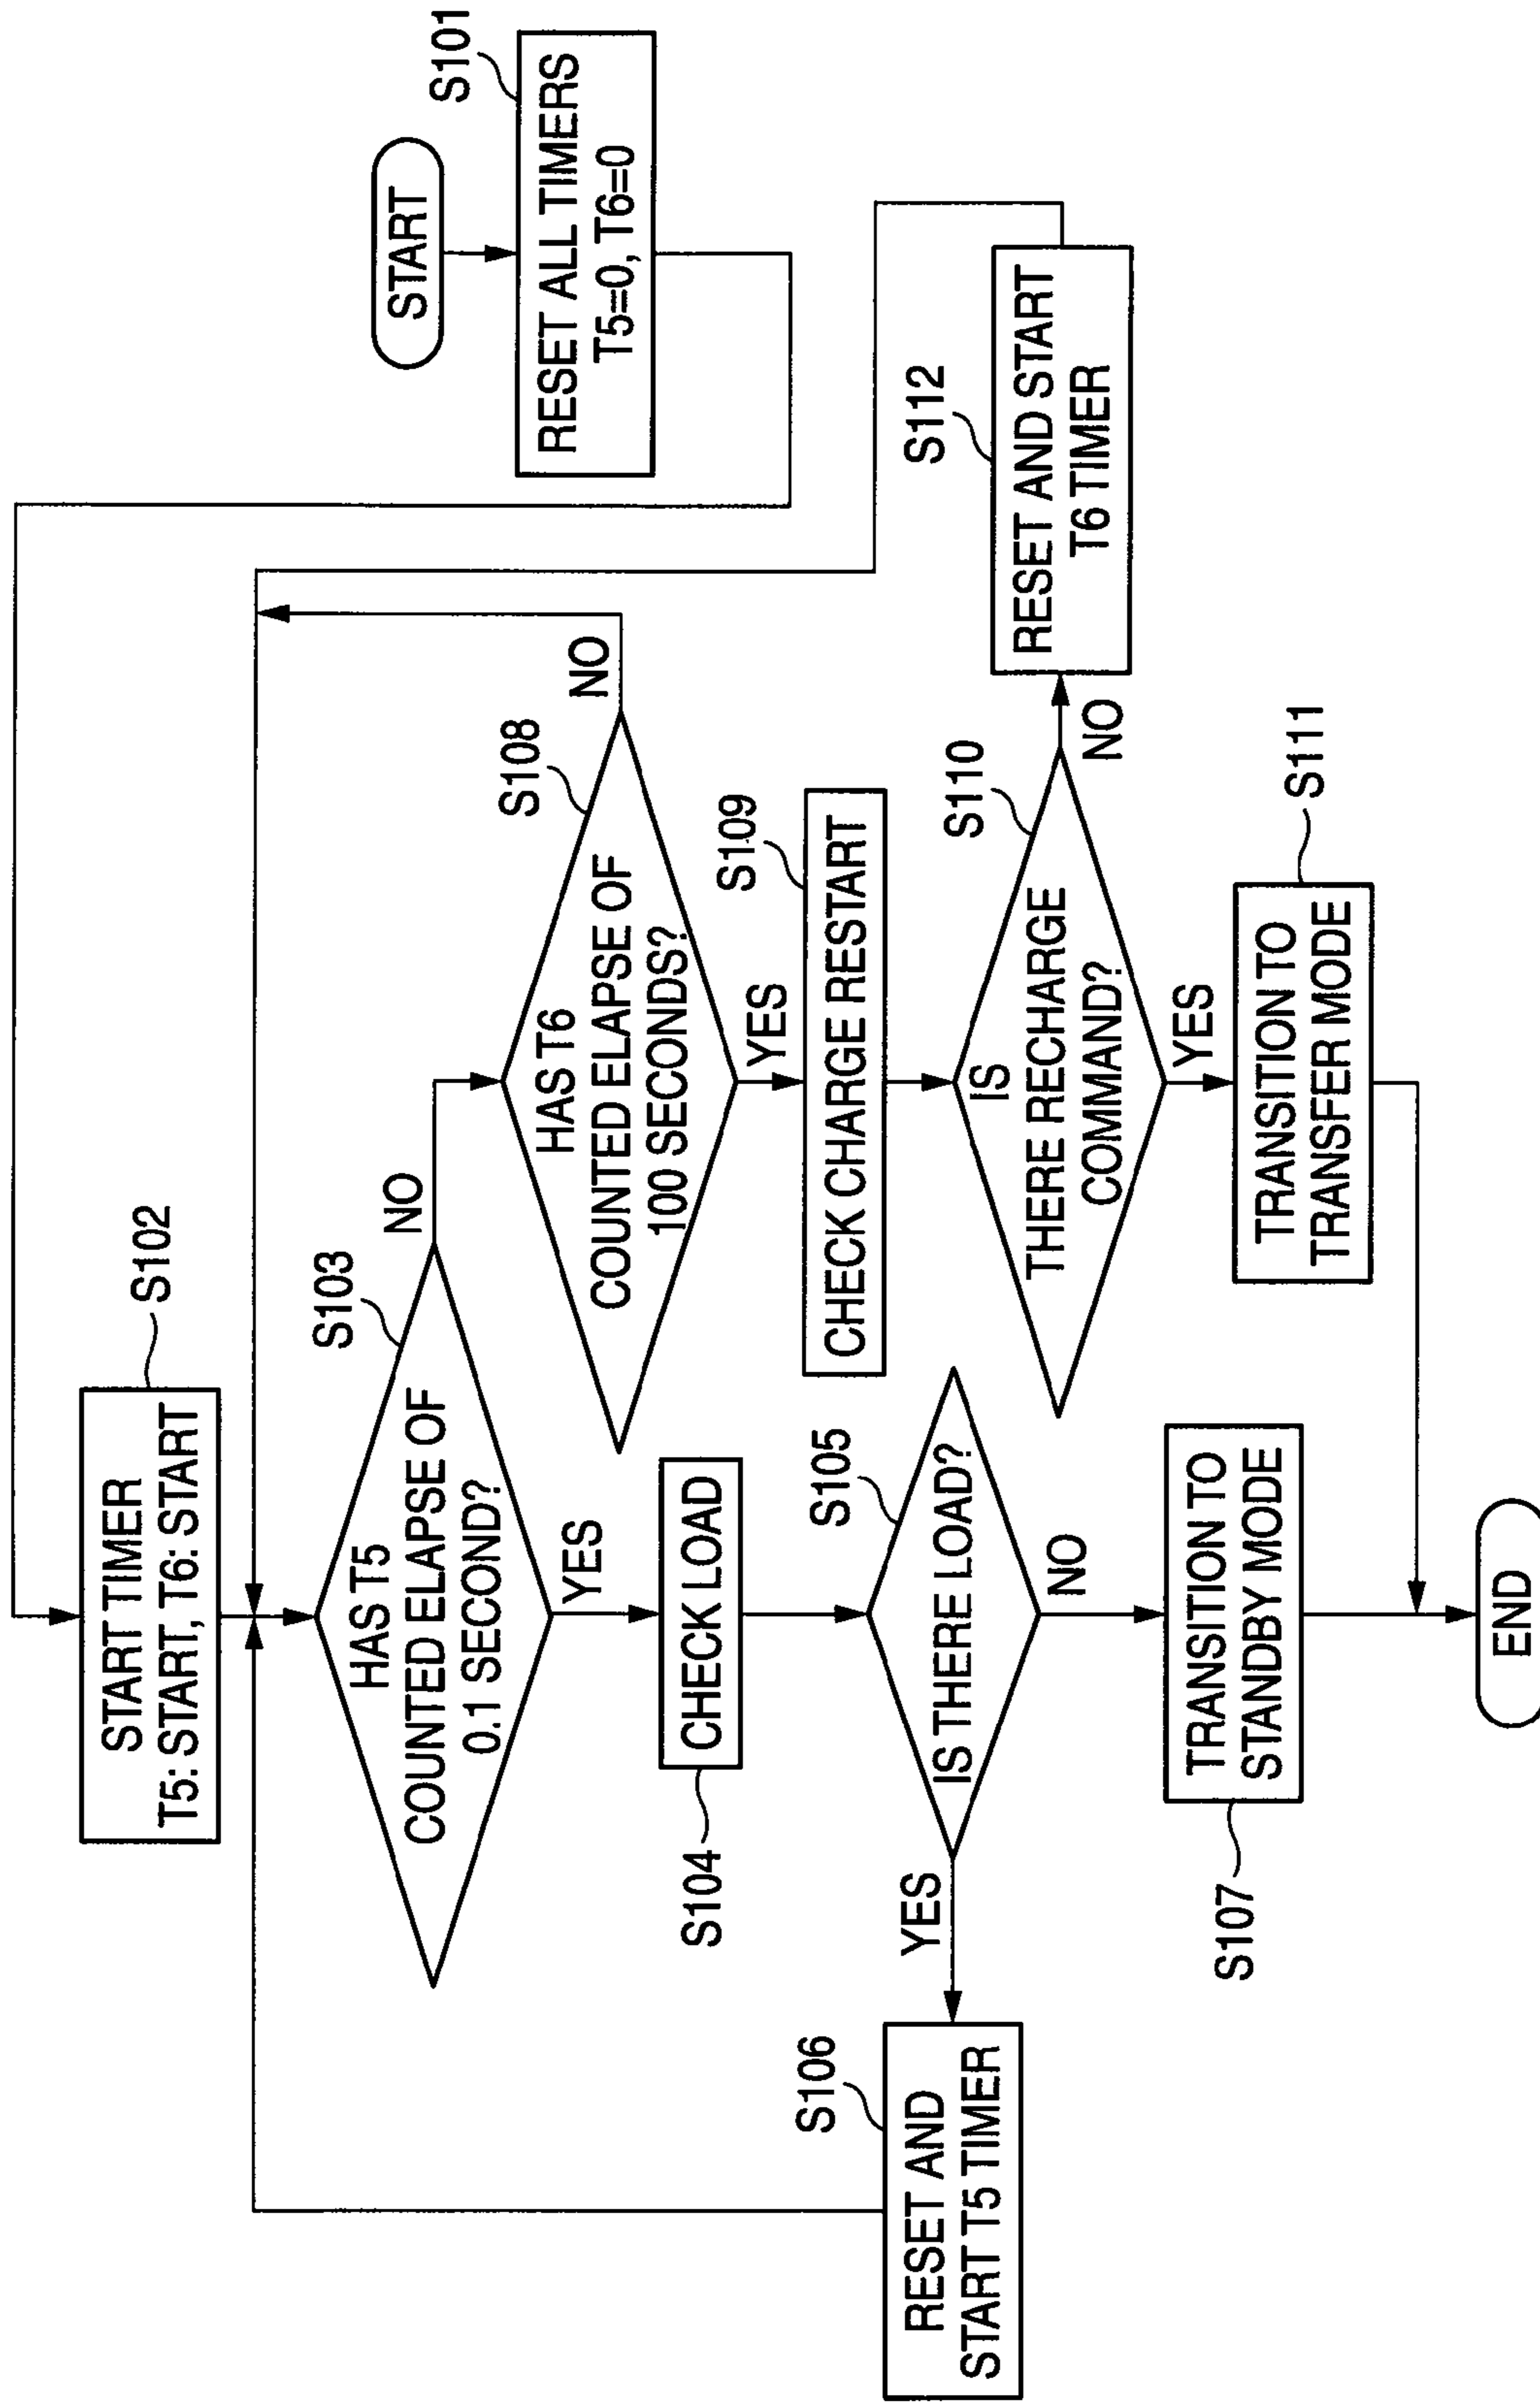 START
S101
RESET ALL TIMERS
T5=0, T6=0
S102
START TIMER
T5: START, T6: START
S103
HAS T5
COUNTED ELAPSE OF
0.1 SECOND?
NO
YES
S104
CHECK LOAD
S105
IS THERE LOAD?
YES
NO
S106
RESET AND
START T5 TIMER
S107
TRANSITION TO
STANDBY MODE
S108
HAS T6
COUNTED ELAPSE OF
100 SECONDS?
NO
YES
S109
CHECK CHARGE RESTART
S110
IS
THERE RECHARGE
COMMAND?
NO
YES
S112
RESET AND START
T6 TIMER
S111
TRANSITION TO
TRANSFER MODE
END